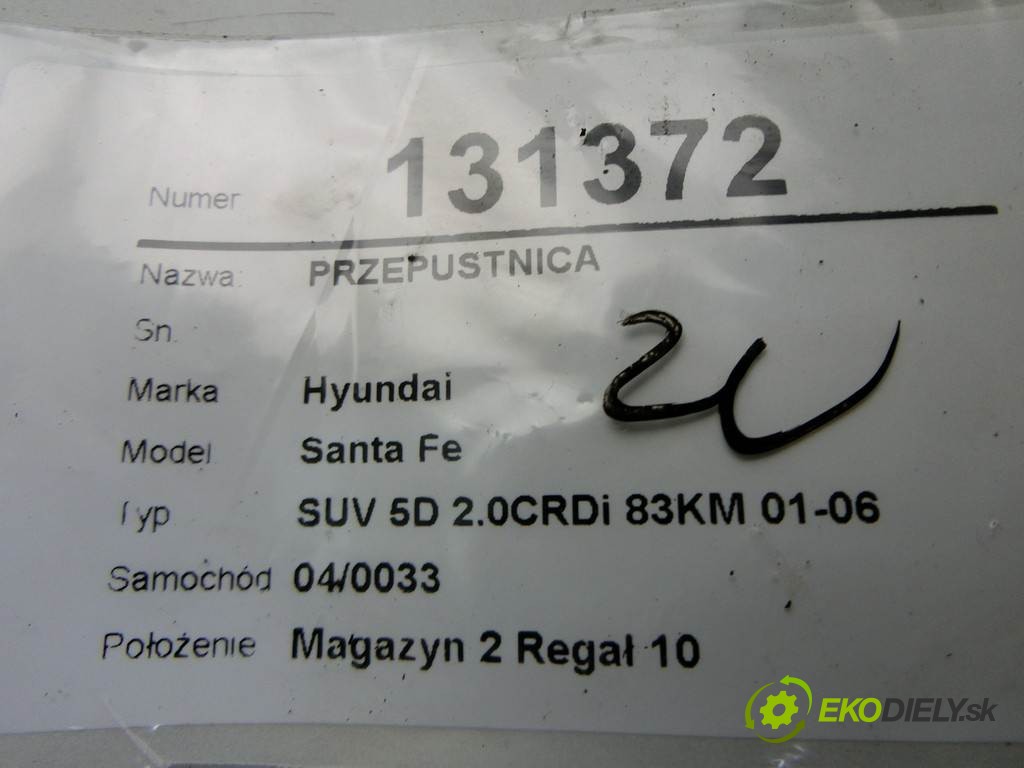 Numer 131372
Nazwa: PRZEPUSTNICA
Sn.
Marka Hyundai
Model Santa Fe
Typ SUV 5D 2.0CRDi 83KM 01-06
Samochód 04/0033
Położenie Magazyn 2 Regał 10
EKODIELY.sk